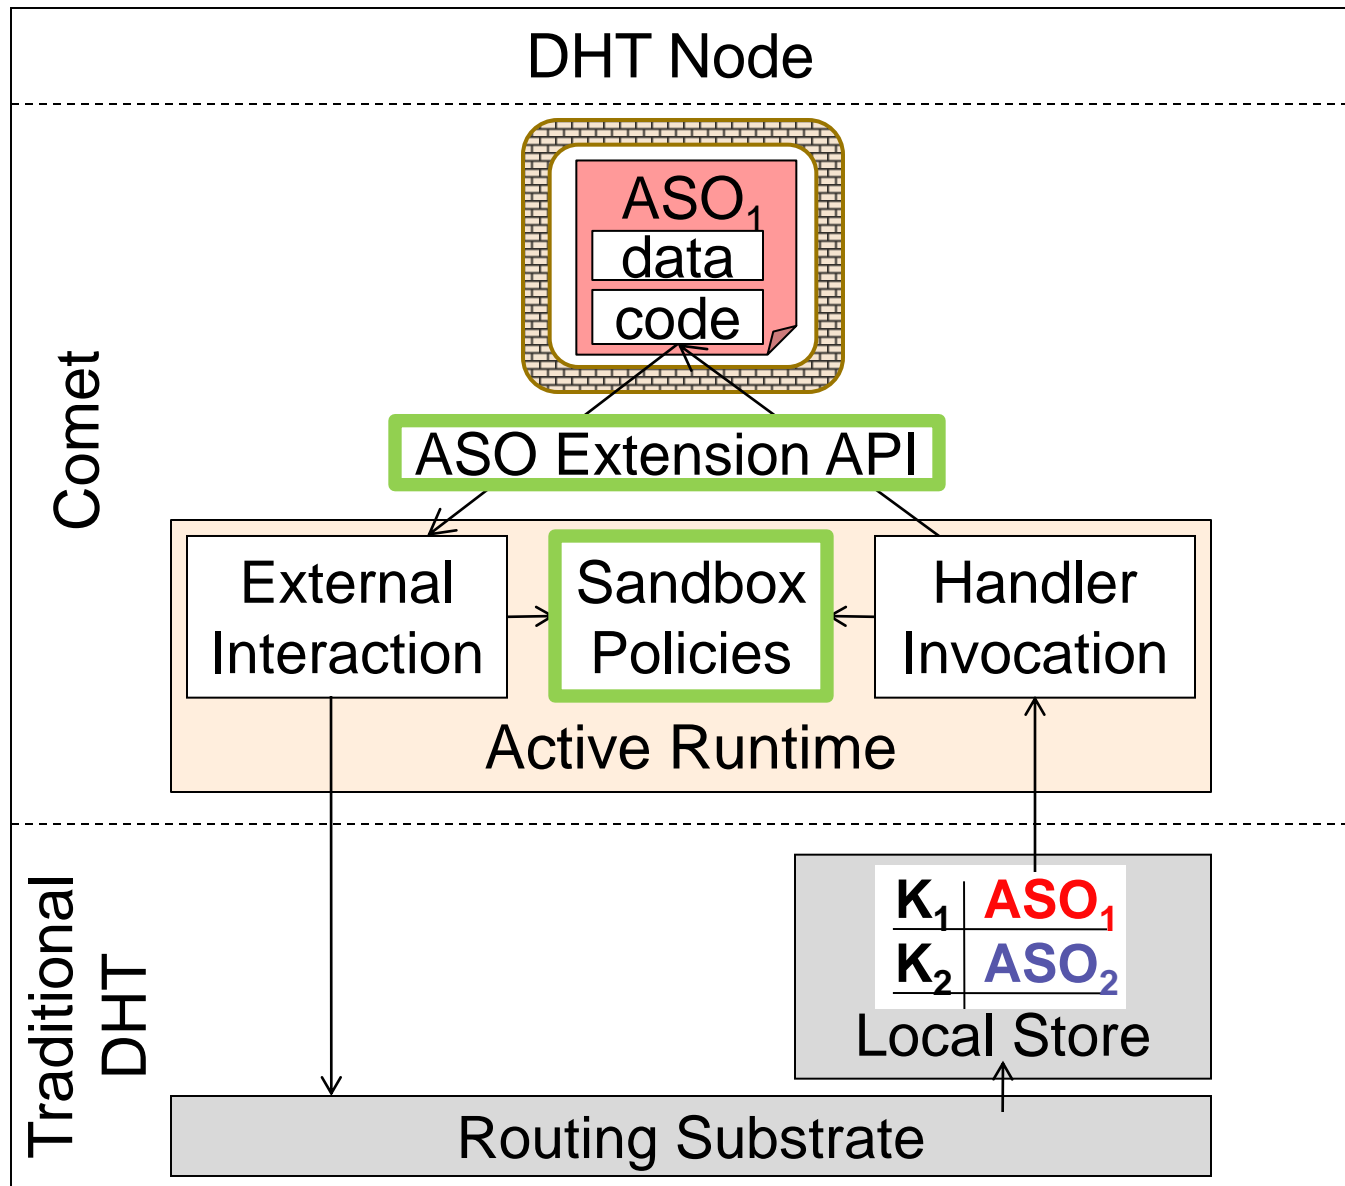 DHT Node
Comet
ASO₁
data
code
ASO Extension API
External
Interaction
Sandbox
Policies
Handler
Invocation
Active Runtime
Traditional
DHT
K₁ ASO₁
K₂ ASO₂
Local Store
Routing Substrate